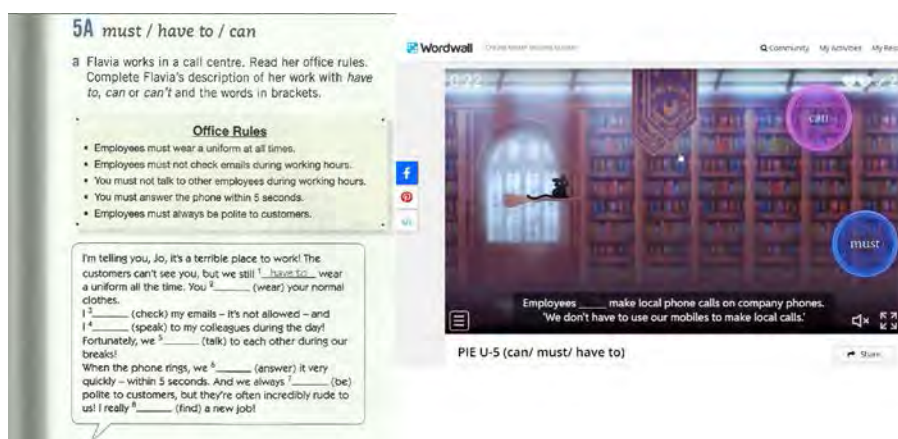 5A must / have to / can
a Flavia works in a call centre. Read her office rules.
Complete Flavia's description of her work with have
to, can or can't and the words in brackets.
Office Rules
• Employees must wear a uniform at all times.
• Employees must not check emails during working hours.
• You must not talk to other employees during working hours.
• You must answer the phone within 5 seconds.
• Employees must always be polite to customers.
I'm telling you, Jo, it's a terrible place to work! The
customers can't see you, but we still 1 have to wear
a uniform all the time. You 2______ (wear) your normal
clothes.
I 3______ (check) my emails – it's not allowed – and
I 4______ (speak) to my colleagues during the day!
Fortunately, we 5______ (talk) to each other during our
breaks!
When the phone rings, we 6______ (answer) it very
quickly – within 5 seconds. And we always 7______ (be)
polite to customers, but they're often incredibly rude to
us! I really 8______ (find) a new job!
Wordwall
Community My Activities My Res
0:22
can
must
Employees _____ make local phone calls on company phones.
'We don't have to use our mobiles to make local calls.'
PIE U-5 (can/ must/ have to)
Share